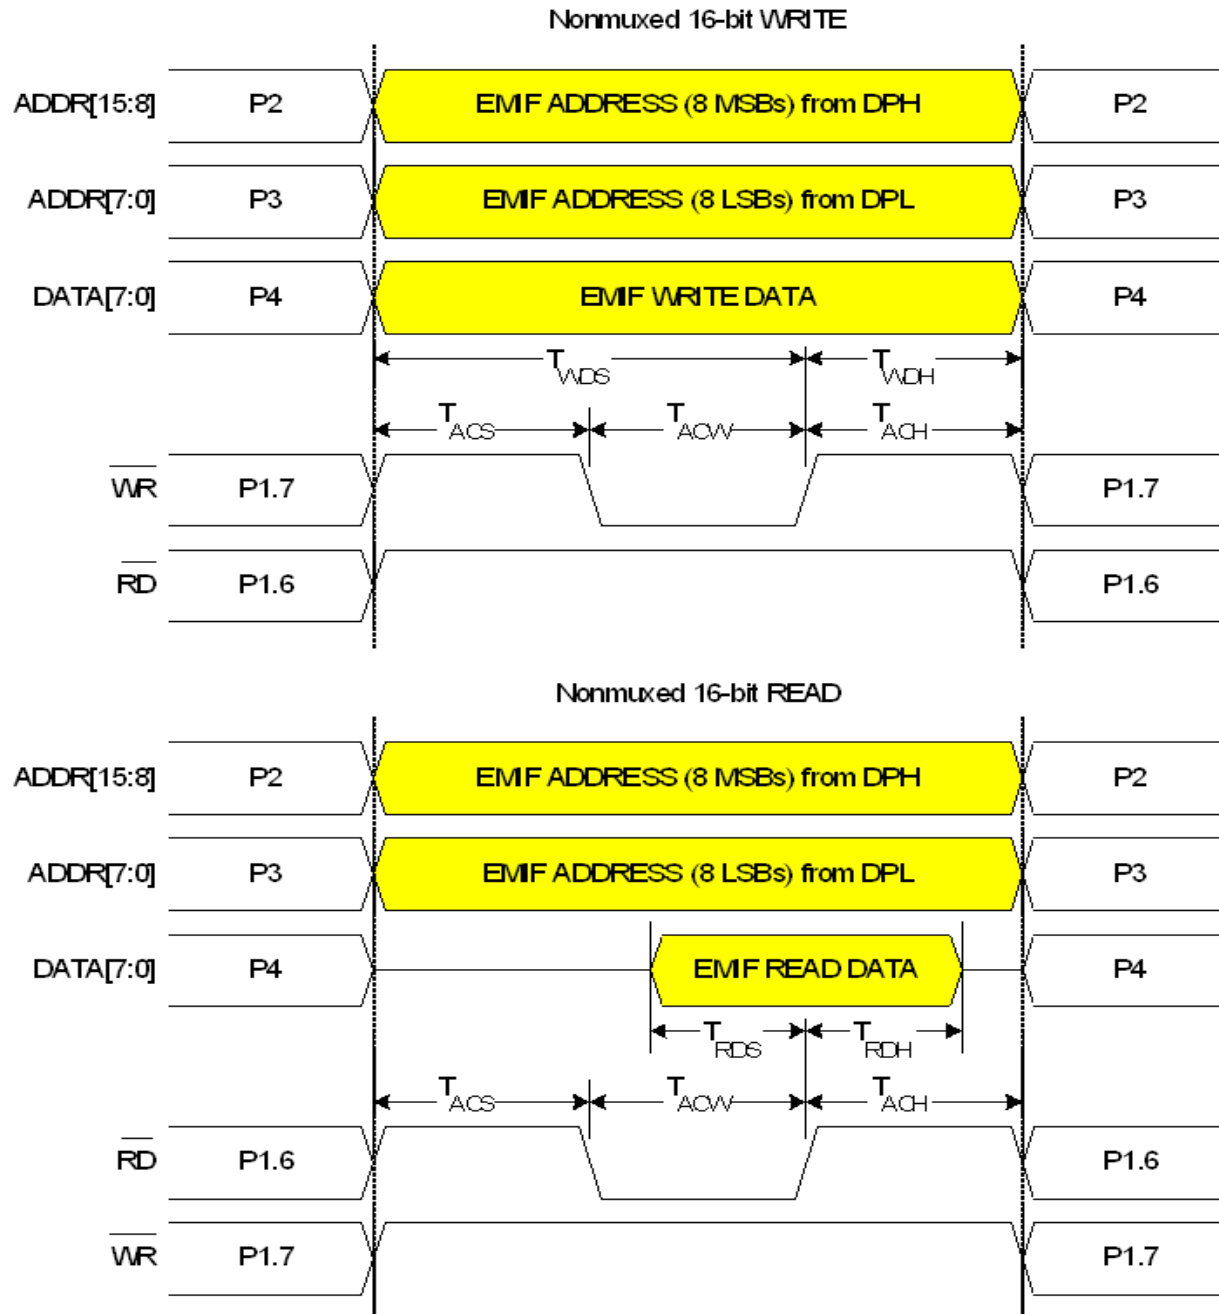 Nonmuxed 16-bit WRITE
ADDR[15:8] P2 EMIF ADDRESS (8 MSBs) from DPH P2
ADDR[7:0] P3 EMIF ADDRESS (8 LSBs) from DPL P3
DATA[7:0] P4 EMIF WRITE DATA P4
TWDS TWDH
TACS TACW TACH
WR P1.7 P1.7
RD P1.6 P1.6
Nonmuxed 16-bit READ
ADDR[15:8] P2 EMIF ADDRESS (8 MSBs) from DPH P2
ADDR[7:0] P3 EMIF ADDRESS (8 LSBs) from DPL P3
DATA[7:0] P4 EMIF READ DATA P4
TRDS TRDH
TACS TACW TACH
RD P1.6 P1.6
WR P1.7 P1.7